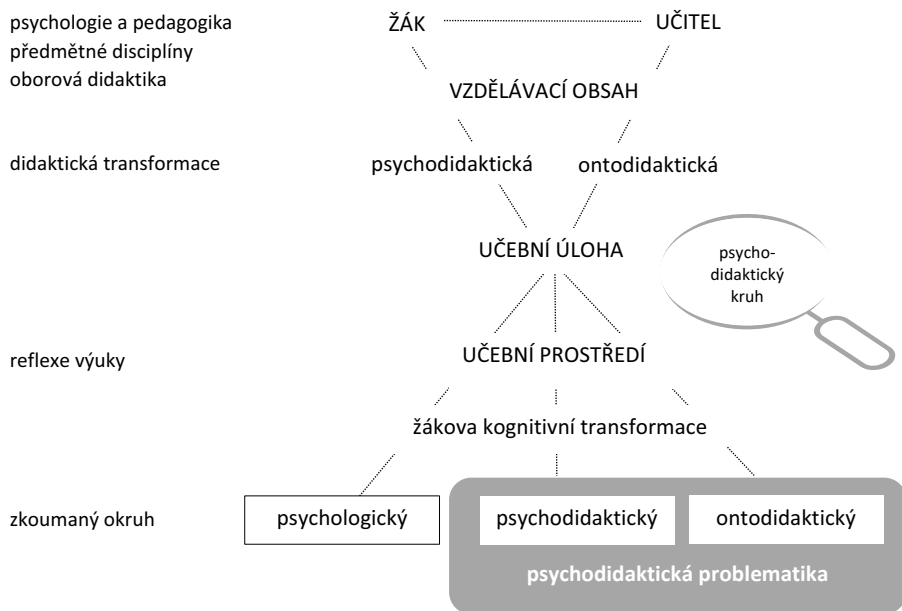 psychologie a pedagogika
předmětné disciplíny
oborová didaktika
ŽÁK
UČITEL
VZDĚLÁVACÍ OBSAH
didaktická transformace
psychodidaktická
ontodidaktická
UČEBNÍ ÚLOHA
psycho-
didaktický
kruh
reflexe výuky
UČEBNÍ PROSTŘEDÍ
žákova kognitivní transformace
zkoumaný okruh
psychologický
psychodidaktický
ontodidaktický
psychodidaktická problematika